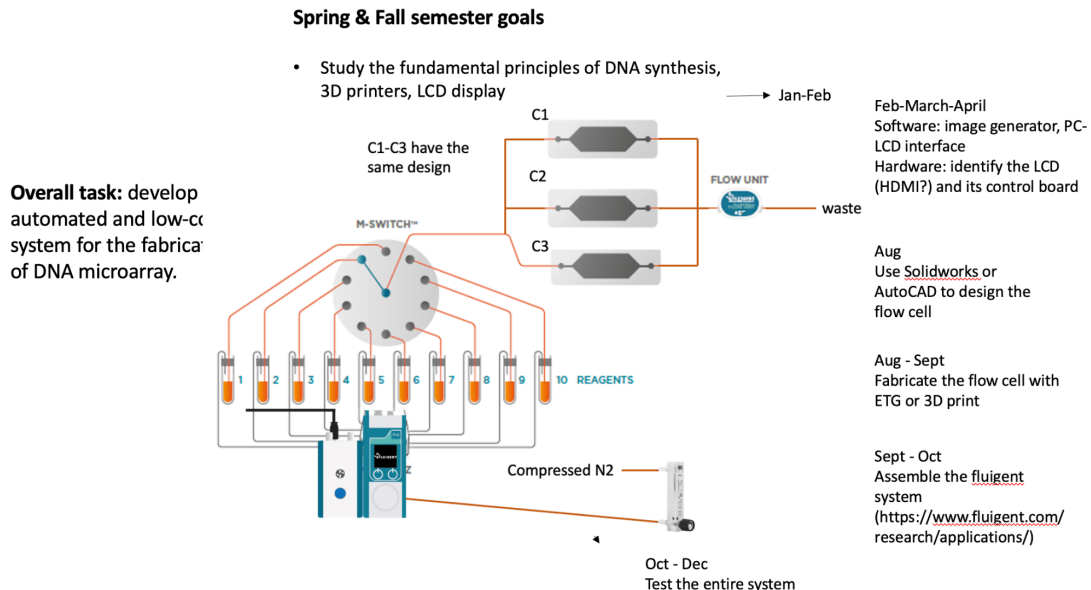 Spring & Fall semester goals
• Study the fundamental principles of DNA synthesis,
3D printers, LCD display
Jan-Feb
Feb-March-April
Software: image generator, PC-
LCD interface
Hardware: identify the LCD
(HDMI?) and its control board
C1
C1-C3 have the
same design
C2
FLOW UNIT
Overall task: develop
automated and low-co
system for the fabricat
of DNA microarray.
waste
M-SWITCH™
C3
Aug
Use Solidworks or
AutoCAD to design the
flow cell
Aug - Sept
Fabricate the flow cell with
ETG or 3D print
1 2 3 4 5 6 7 8 9 10 REAGENTS
FLUIGENT
Z
Compressed N2
Sept - Oct
Assemble the fluigent
system
(https://www.fluigent.com/
research/applications/)
Oct - Dec
Test the entire system